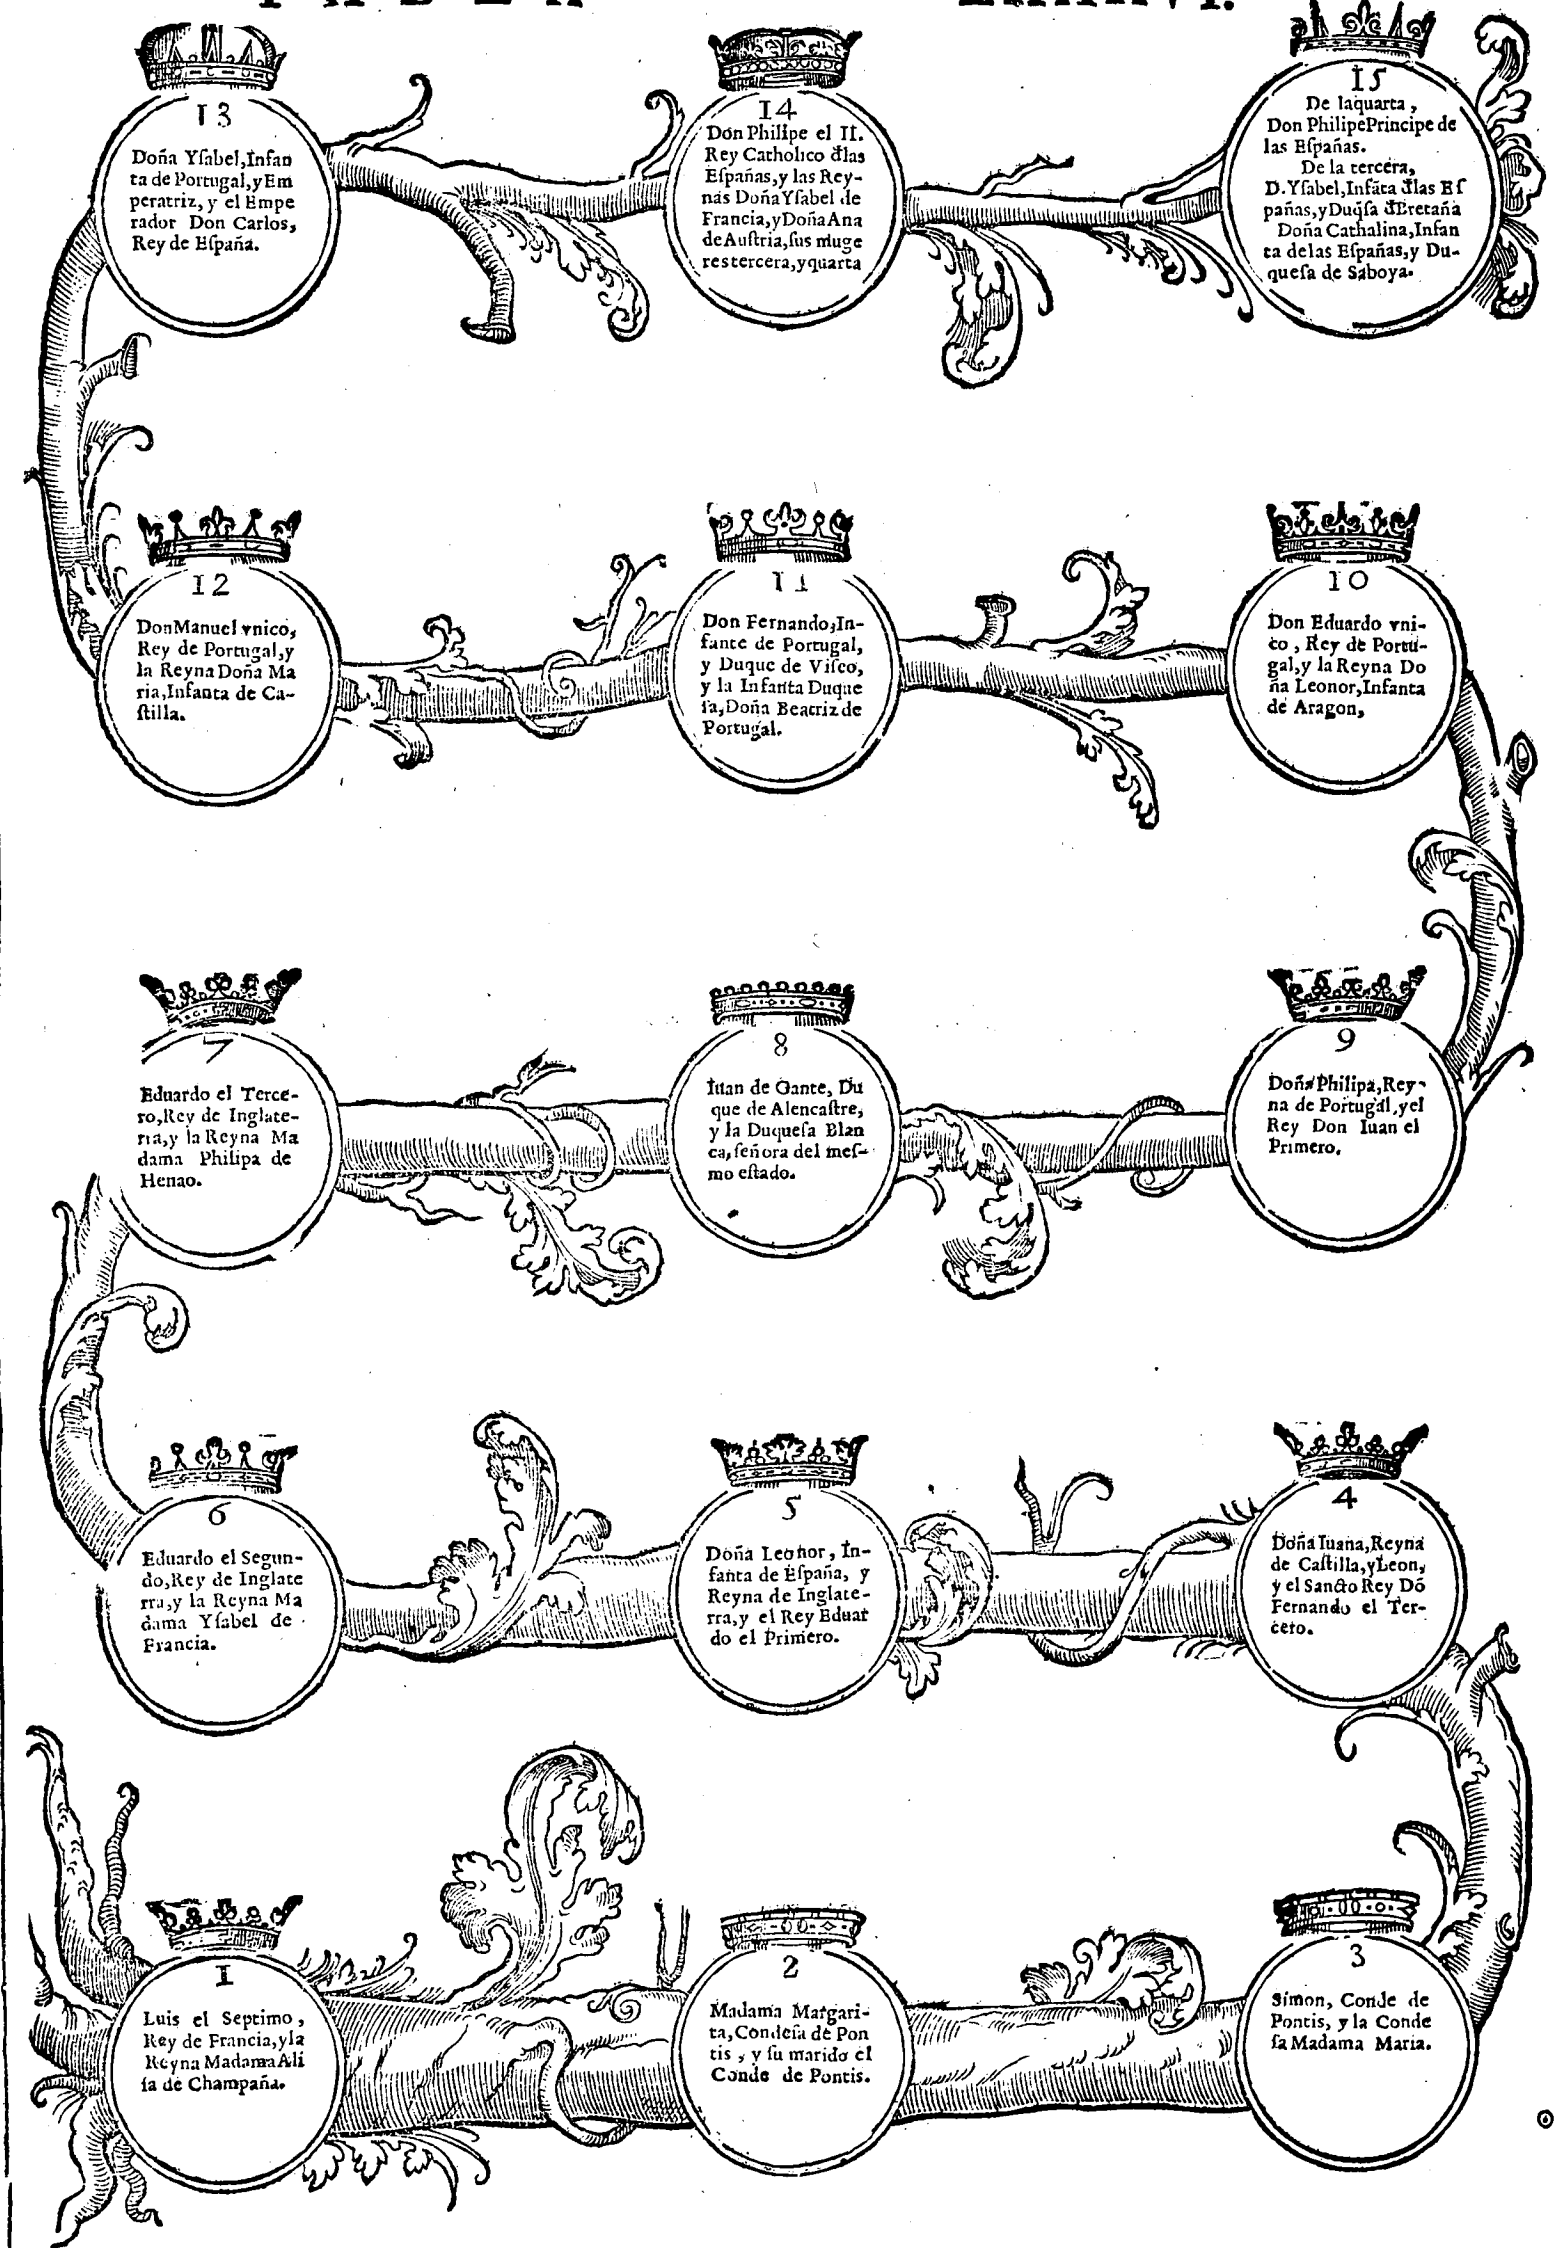 13
Doña Yſabel,Infan
ta de Portugal,y Em
peratriz, y el Empe
rador Don Carlos,
Rey de Eſpaña.
14
Don Philipe el II.
Rey Catholico đlas
Eſpañas,y las Rey-
nas Doña Yſabel de
Francia,y Doña Ana
de Auſtria,ſus muge
res tercera,y quarta
15
De la quarta,
Don Philipe Principe de
las Eſpañas.
De la tercera,
D.Yſabel,Infāta đlas Eſ
pañas,y Duq̃ſa đ Bretaña
Doña Cathalina,Infan
ta de las Eſpañas,y Du-
queſa de Saboya.
12
Don Manuel vnico,
Rey de Portugal,y
la Reyna Doña Ma
ria,Infanta de Ca-
ſtilla.
11
Don Fernando,In-
fante de Portugal,
y Duque de Viſeo,
y la Infanta Duque
ſa,Doña Beatriz de
Portugal.
10
Don Eduardo vni-
co, Rey de Portu-
gal,y la Reyna Do
ña Leonor,Infanta
de Aragon,
7
Eduardo el Terce-
ro,Rey de Inglate-
rra,y la Reyna Ma
dama Philipa de
Henao.
8
Iuan de Gante, Du
que de Alencaſtre,
y la Duqueſa Blan
ca,ſeñora del meſ-
mo eſtado.
9
Doña Philipa,Rey-
na de Portugal,y el
Rey Don Iuan el
Primero.
6
Eduardo el Segun-
do,Rey de Inglate
rra,y la Reyna Ma
dama Yſabel de
Francia.
5
Doña Leonor, In-
fanta de Eſpaña, y
Reyna de Inglate-
rra,y el Rey Eduar
do el Primero.
4
Doña Iuana,Reyna
de Caſtilla,y Leon,
y el Sancto Rey Dō
Fernando el Ter-
cero.
1
Luis el Septimo,
Rey de Francia,y la
Reyna Madama Ali
ſa de Champaña.
2
Madama Margari-
ta,Condeſa de Pon
tis, y ſu marido el
Conde de Pontis.
3
Simon, Conde de
Pontis, y la Conde
ſa Madama Maria.